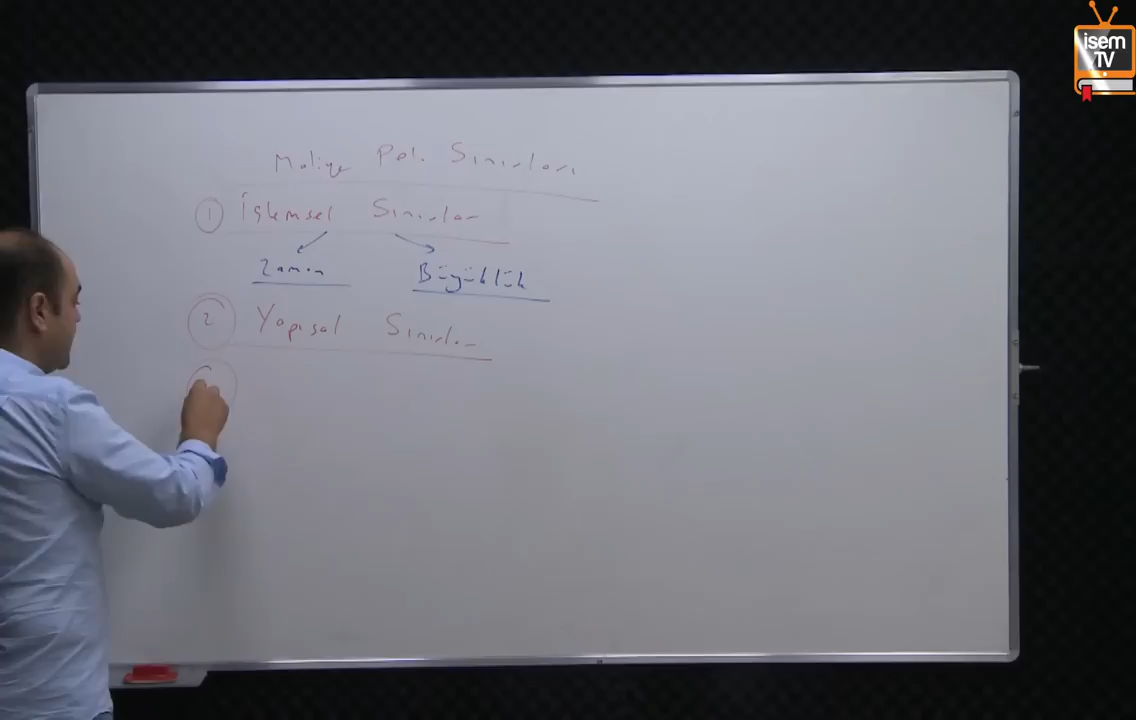 isem
TV
Maliye Pol. Sınırları
1 İşlemsel Sınırlar
Zaman Büyüklük
2 Yapısal Sınırlar